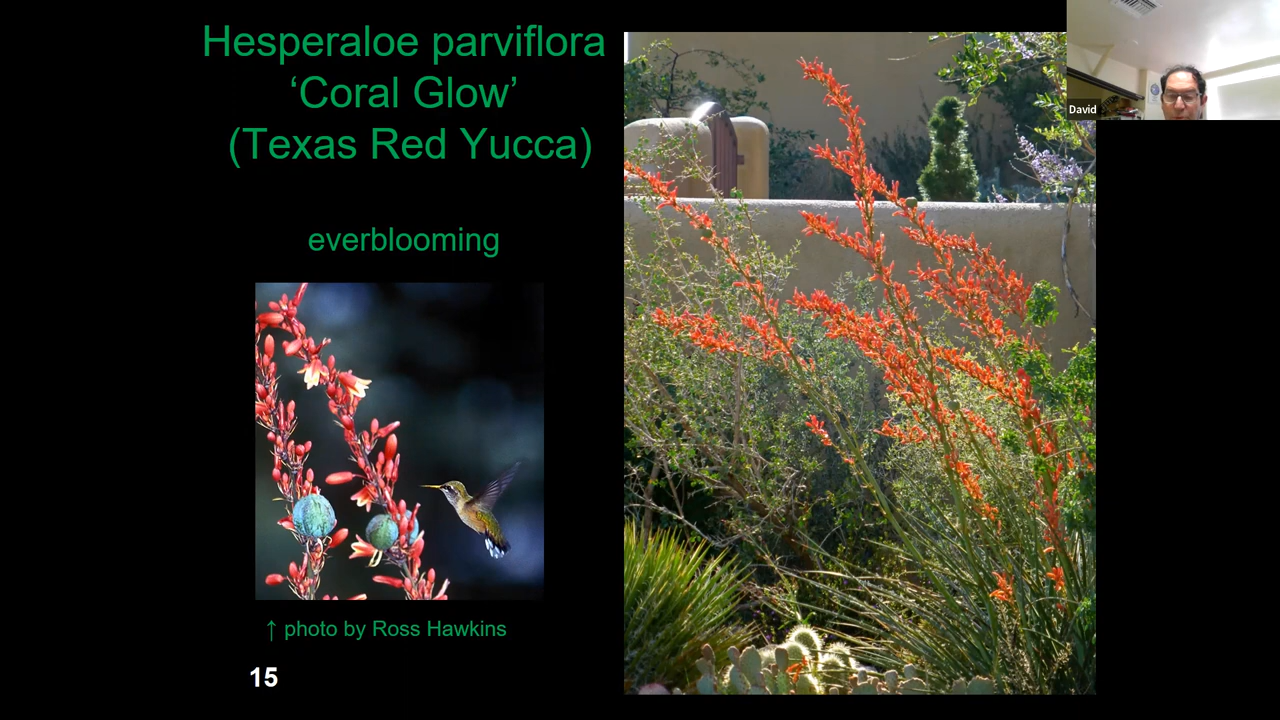 Hesperaloe parviflora
‘Coral Glow’
(Texas Red Yucca)
everblooming
↑ photo by Ross Hawkins
15
David